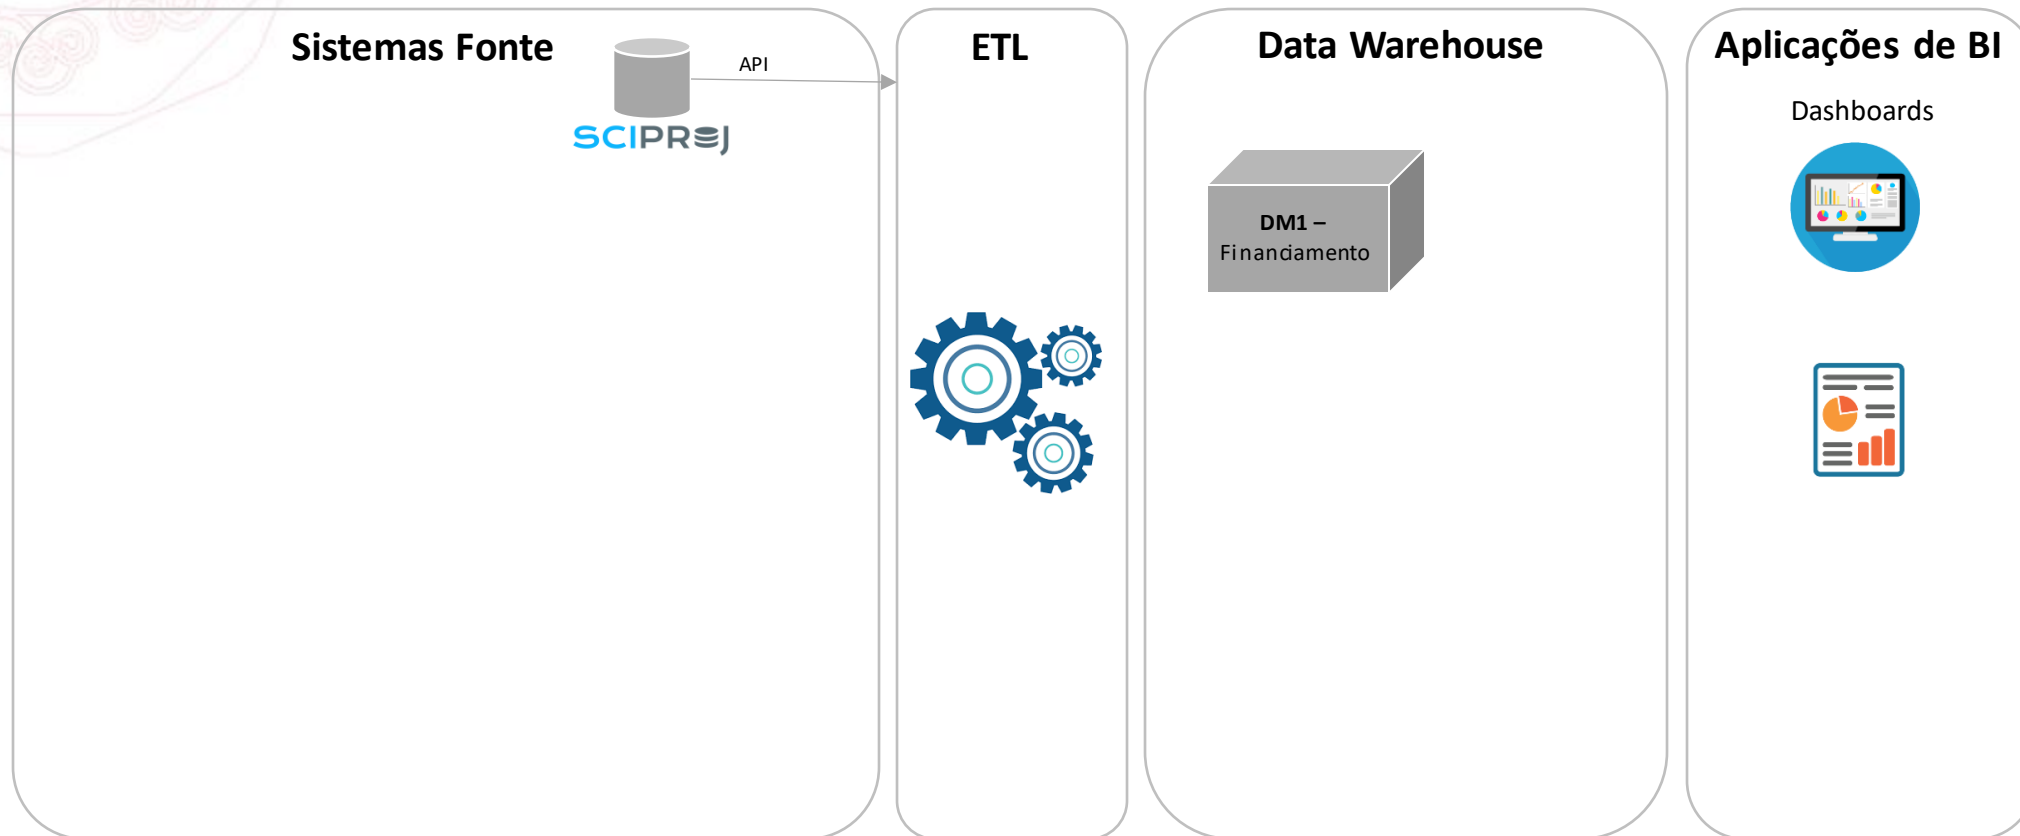 Sistemas Fonte
API
SCIPROJ
ETL
Data Warehouse
DM1 –
Financiamento
Aplicações de BI
Dashboards